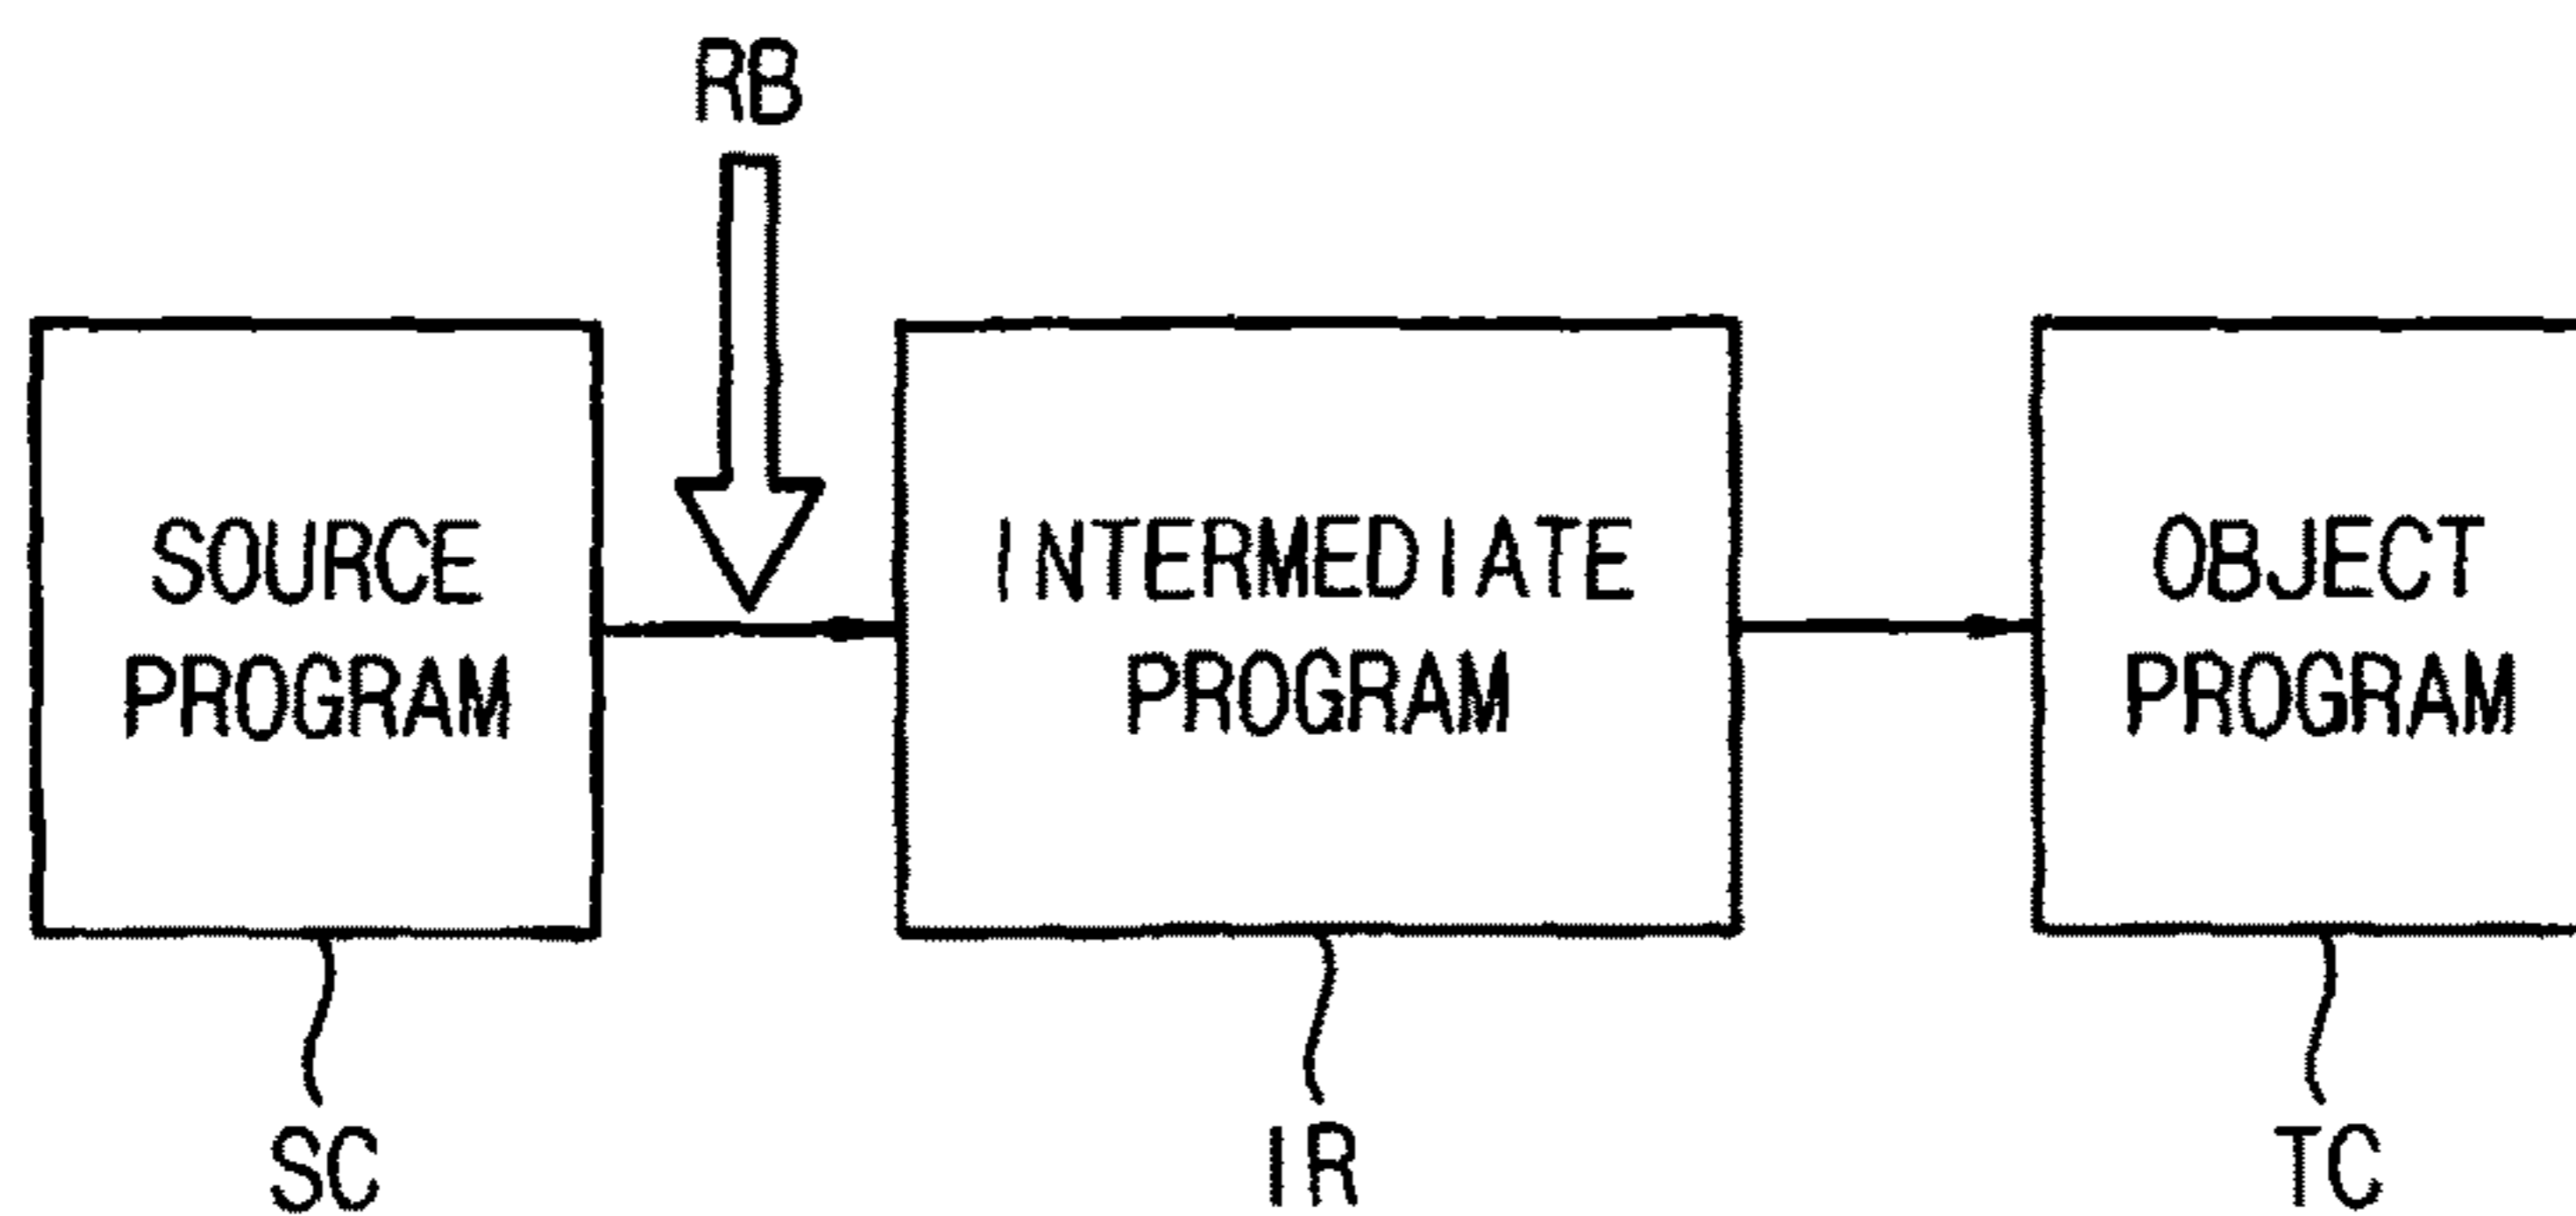 RB
SOURCE
PROGRAM
INTERMEDIATE
PROGRAM
OBJECT
PROGRAM
SC
IR
TC